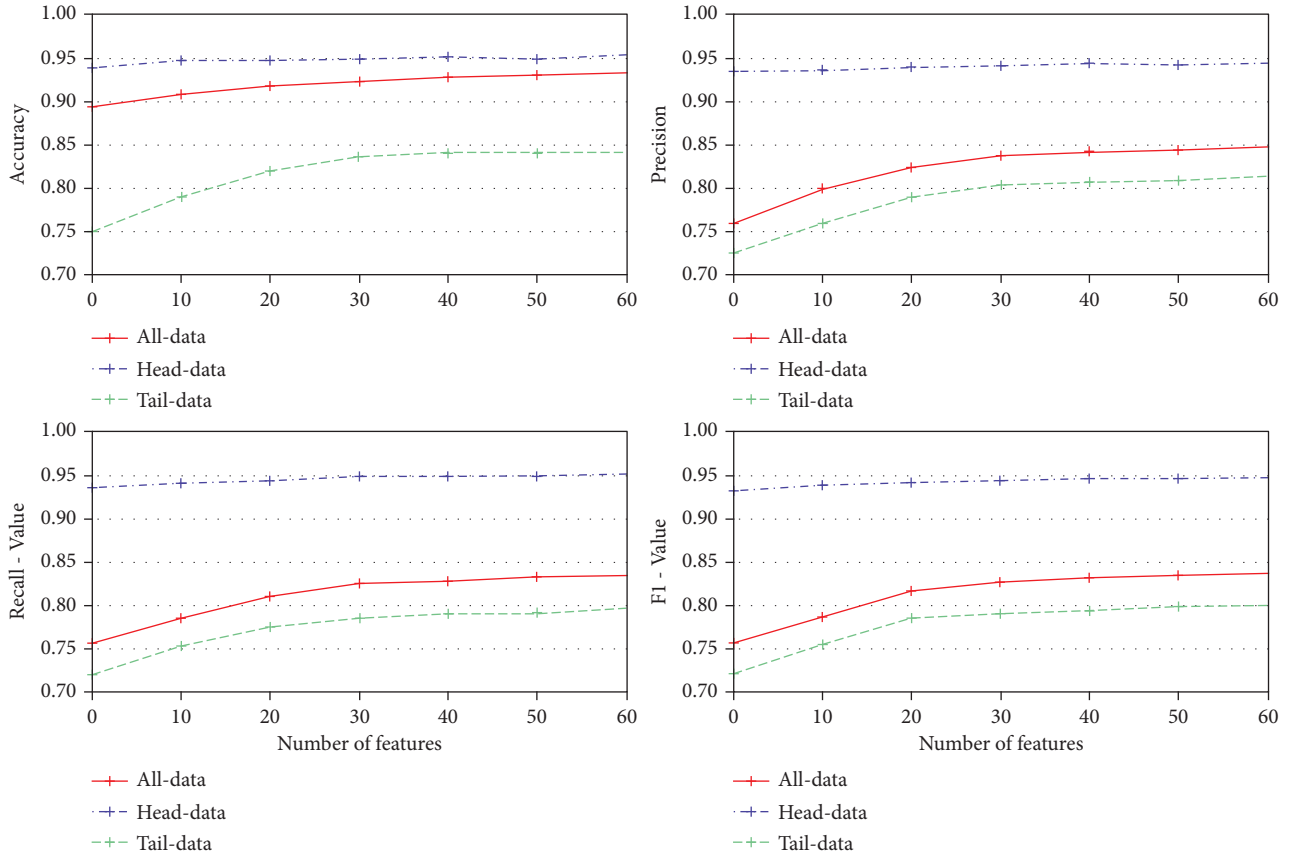 1.00
0.95
0.90
0.85
0.80
0.75
0.70
Accuracy
0 10 20 30 40 50 60
All-data
Head-data
Tail-data
1.00
0.95
0.90
0.85
0.80
0.75
0.70
Precision
0 10 20 30 40 50 60
All-data
Head-data
Tail-data
1.00
0.95
0.90
0.85
0.80
0.75
0.70
Recall - Value
0 10 20 30 40 50 60
Number of features
All-data
Head-data
Tail-data
1.00
0.95
0.90
0.85
0.80
0.75
0.70
F1 - Value
0 10 20 30 40 50 60
Number of features
All-data
Head-data
Tail-data